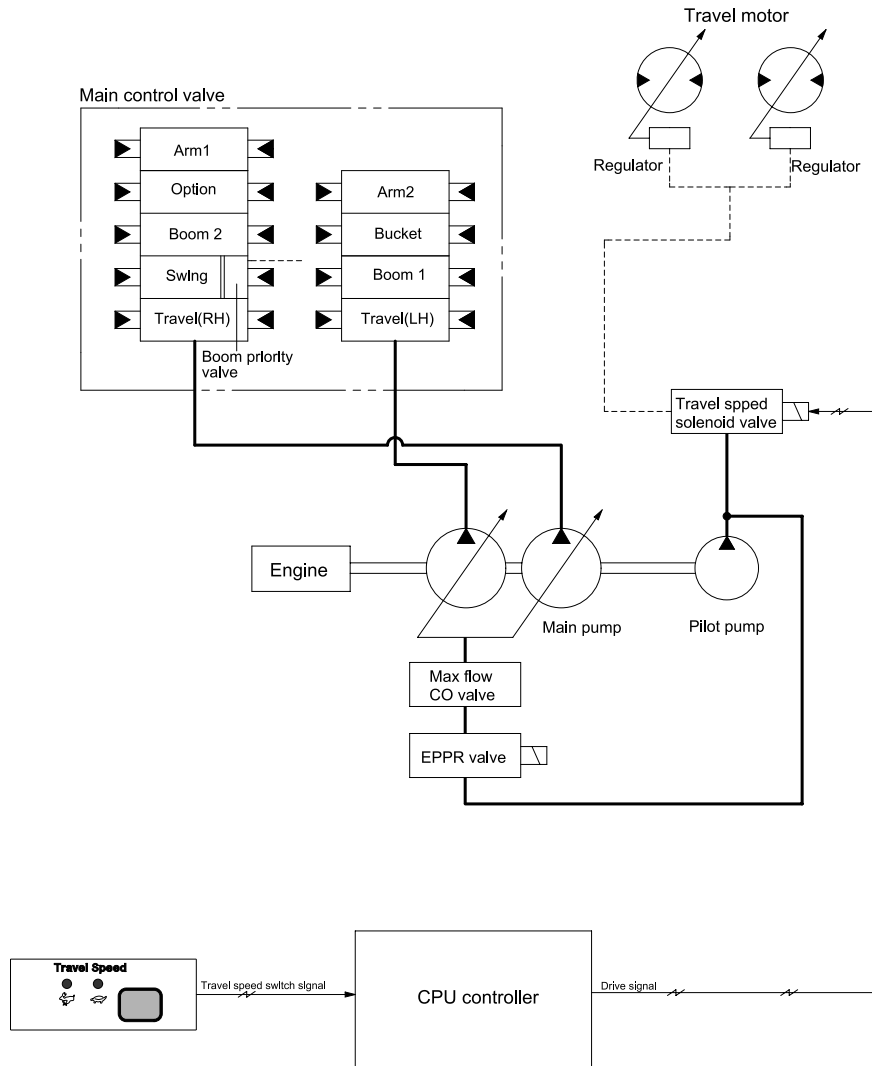 Travel motor
Main control valve
Regulator
Regulator
Arm1
Option
Boom 2
Swing
Travel(RH)
Arm2
Bucket
Boom 1
Travel(LH)
Boom priority
valve
Travel spped
solenoid valve
Engine
Main pump
Pilot pump
Max flow
CO valve
EPPR valve
Travel Speed
Travel speed switch signal
CPU controller
Drive signal